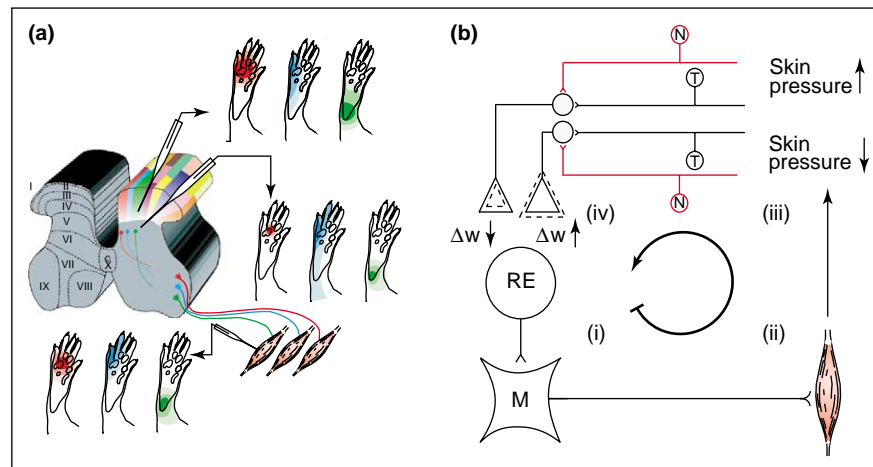 (a)
I
II
III
IV
V
VI
VII
X
IX
VIII
(b)
N
T
Skin
pressure
Skin
pressure
T
N
Δw
Δw
(iv)
(iii)
RE
(i)
(ii)
M